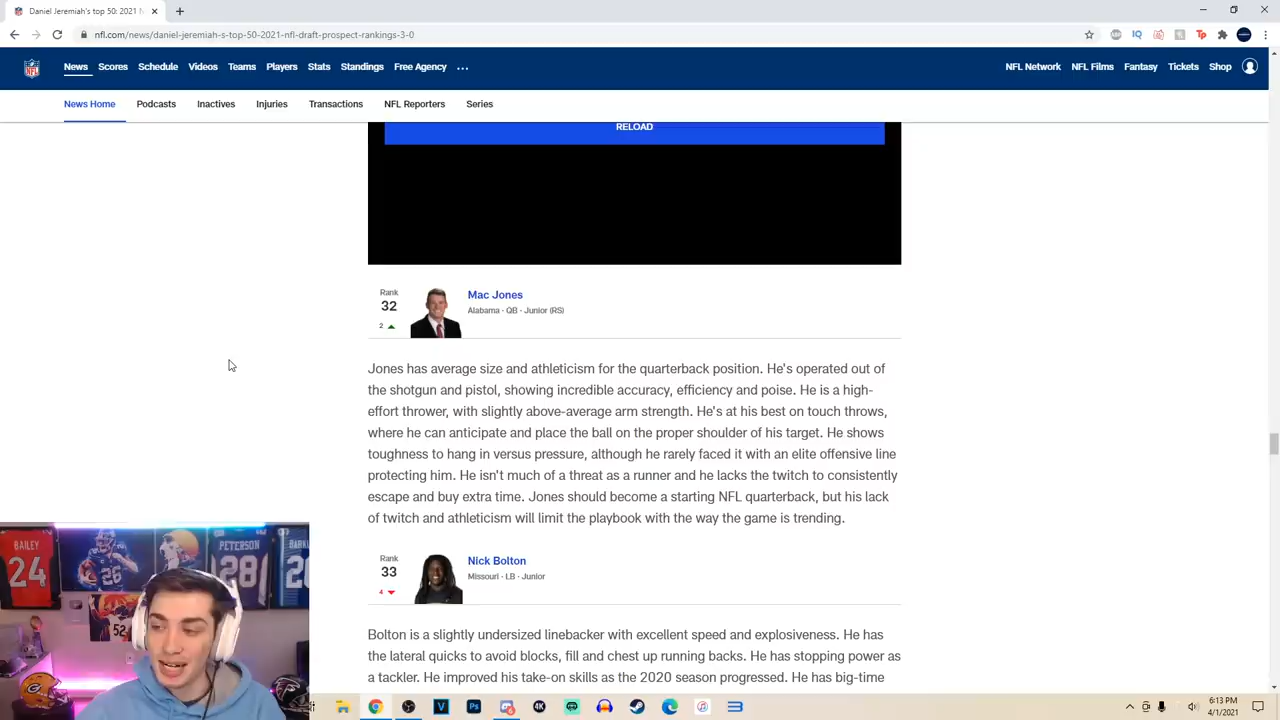 Daniel Jeremiah's top 50: 2021 N
nfl.com/news/daniel-jeremiah-s-top-50-2021-nfl-draft-prospect-rankings-3-0
News Scores Schedule Videos Teams Players Stats Standings Free Agency ...
NFL Network NFL Films Fantasy Tickets Shop
News Home Podcasts Inactives Injuries Transactions NFL Reporters Series
RELOAD
Rank
32
2
Mac Jones
Alabama · QB · Junior (RS)
Jones has average size and athleticism for the quarterback position. He's operated out of
the shotgun and pistol, showing incredible accuracy, efficiency and poise. He is a high-
effort thrower, with slightly above-average arm strength. He's at his best on touch throws,
where he can anticipate and place the ball on the proper shoulder of his target. He shows
toughness to hang in versus pressure, although he rarely faced it with an elite offensive line
protecting him. He isn't much of a threat as a runner and he lacks the twitch to consistently
escape and buy extra time. Jones should become a starting NFL quarterback, but his lack
of twitch and athleticism will limit the playbook with the way the game is trending.
Rank
33
4
Nick Bolton
Missouri · LB · Junior
Bolton is a slightly undersized linebacker with excellent speed and explosiveness. He has
the lateral quicks to avoid blocks, fill and chest up running backs. He has stopping power as
a tackler. He improved his take-on skills as the 2020 season progressed. He has big-time
BAILEY
24
26
PETERSON
28
52
6:13 PM
4/1/2021